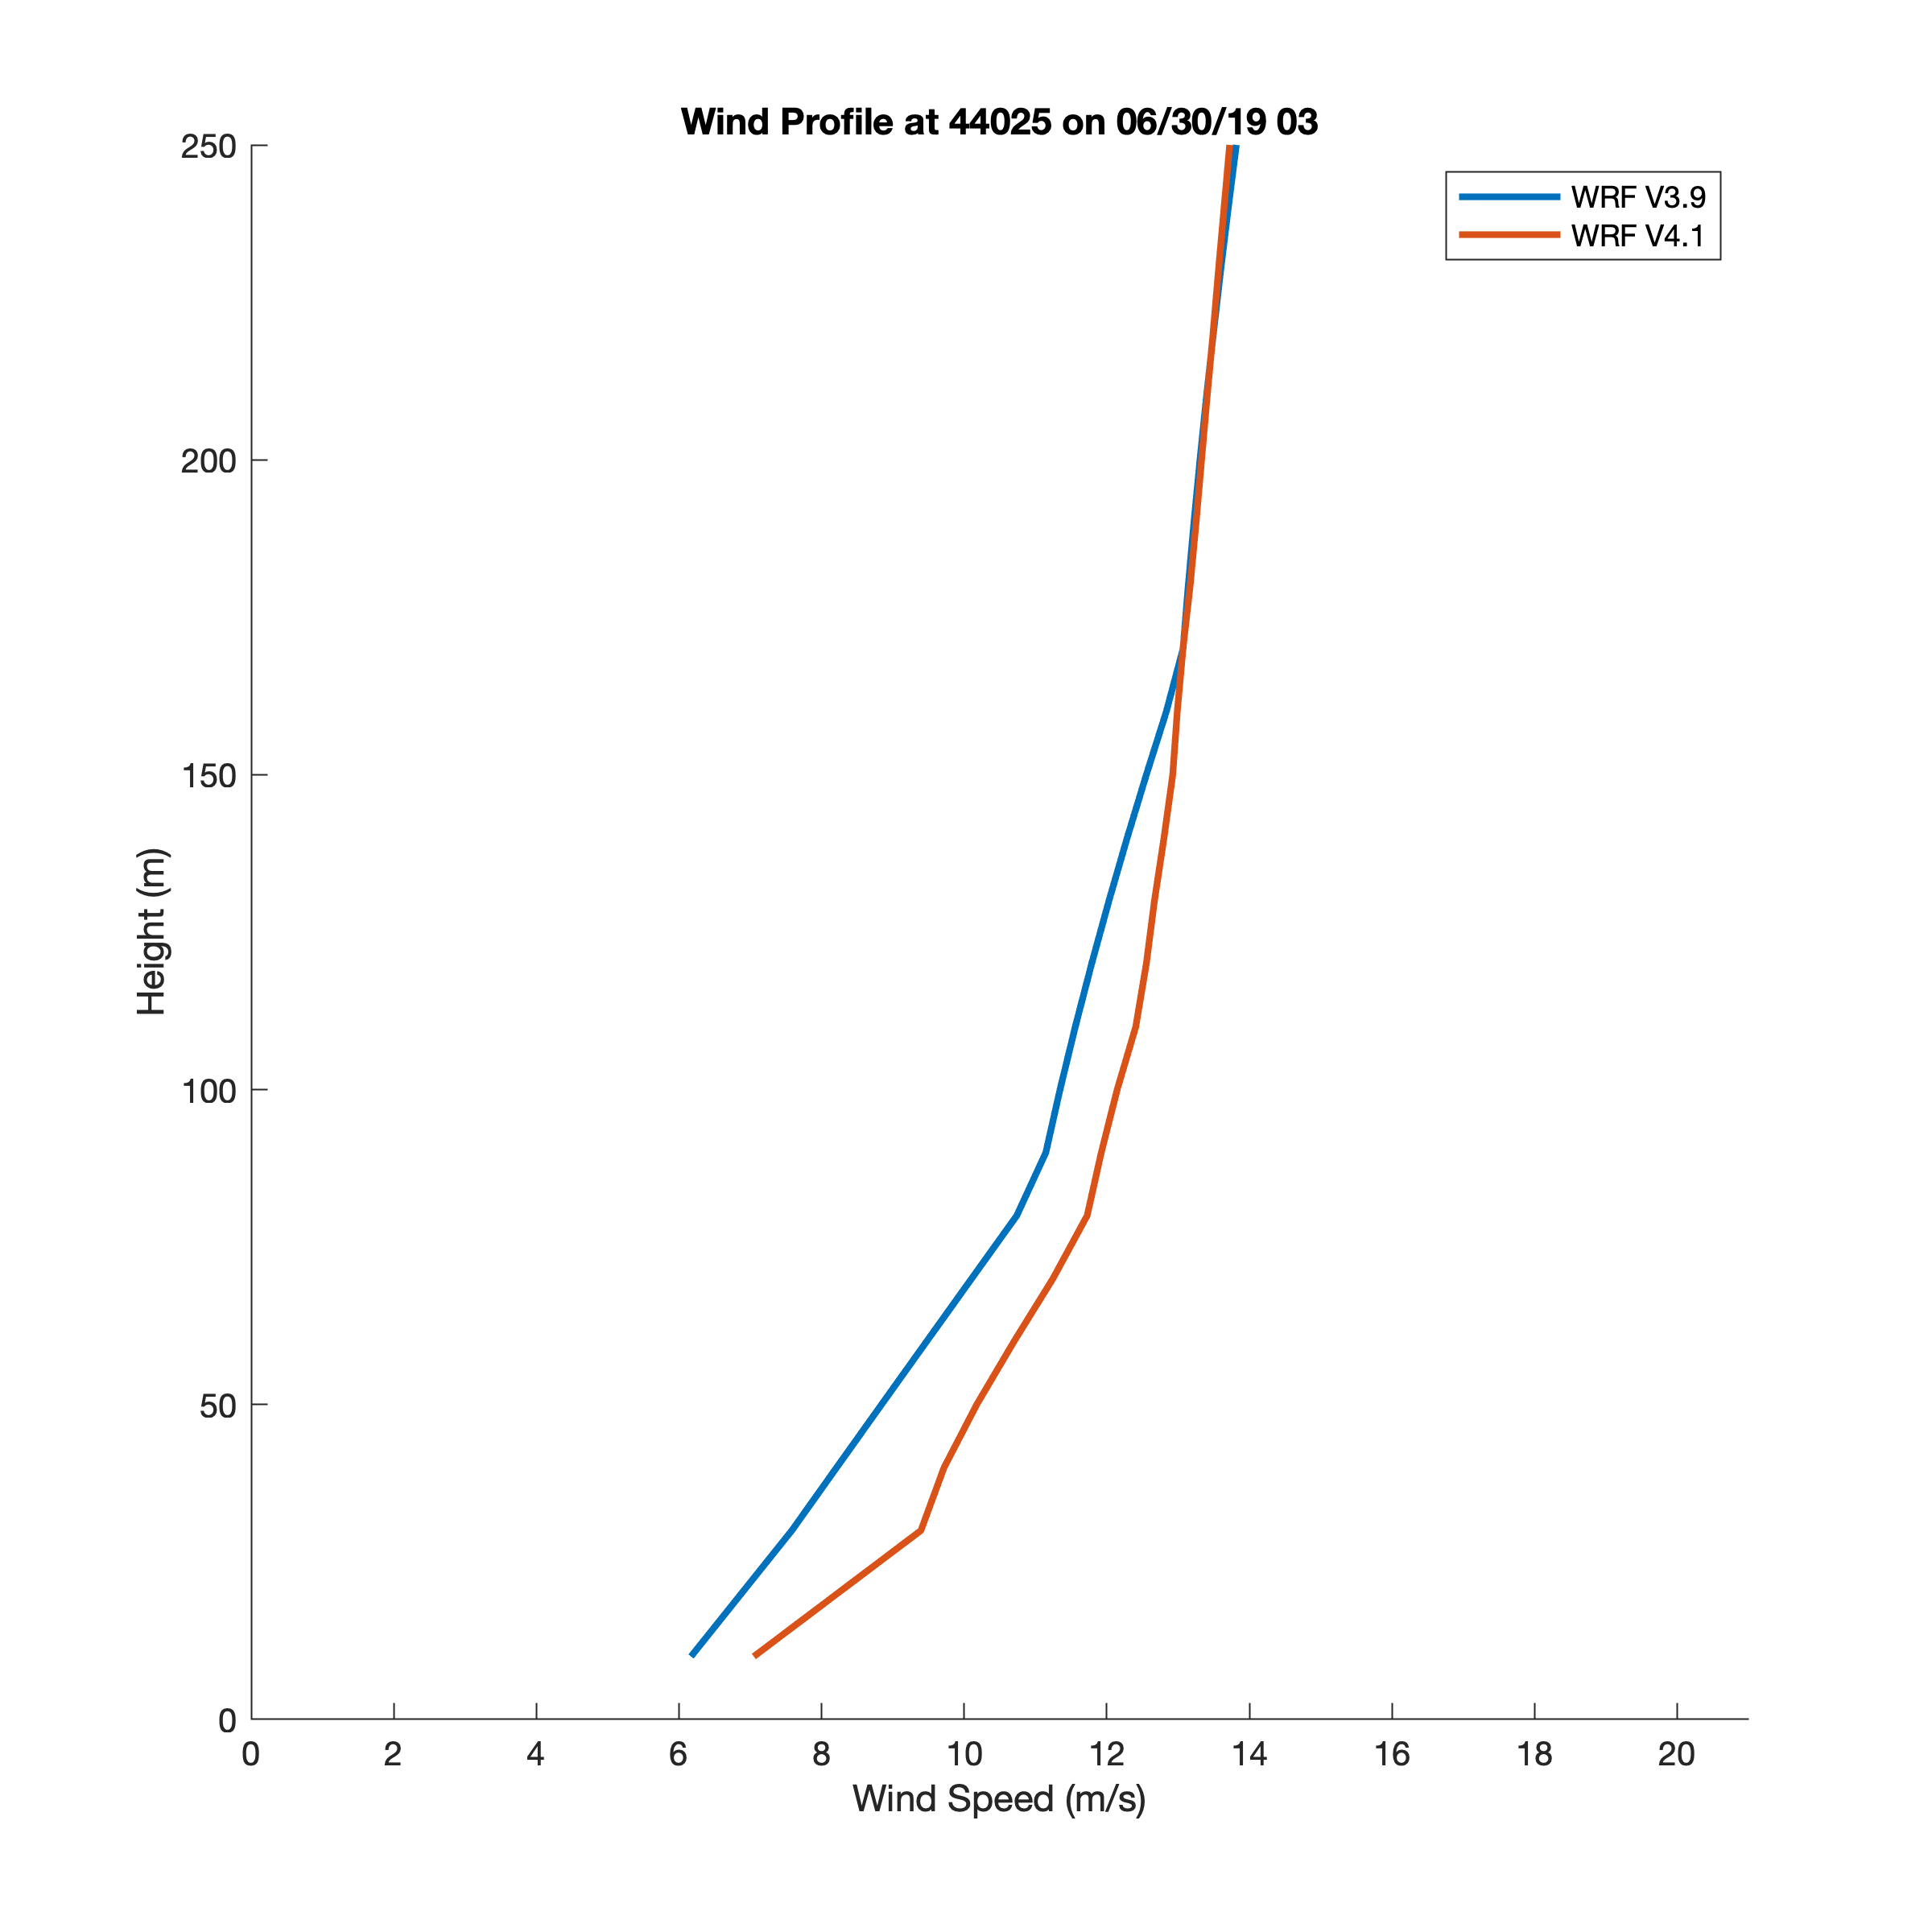 Wind Profile at 44025 on 06/30/19 03
WRF V3.9
WRF V4.1
250
200
150
100
50
0
Height (m)
0 2 4 6 8 10 12 14 16 18 20
Wind Speed (m/s)